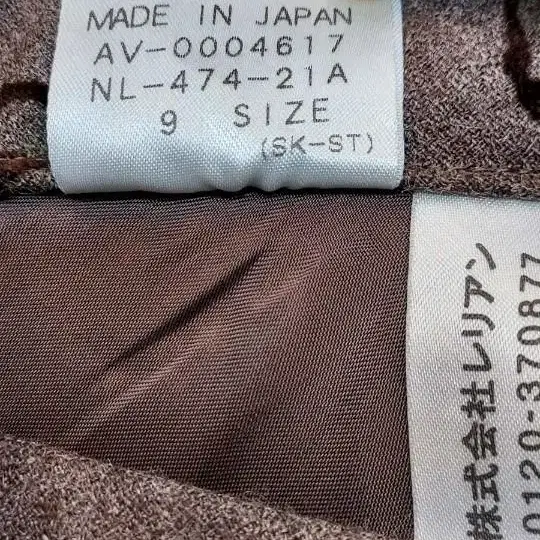 MADE IN JAPAN
AV-0004617
NL-474-21A
9 SIZE
(SK-ST)
株式会社レリアン
0120-370877